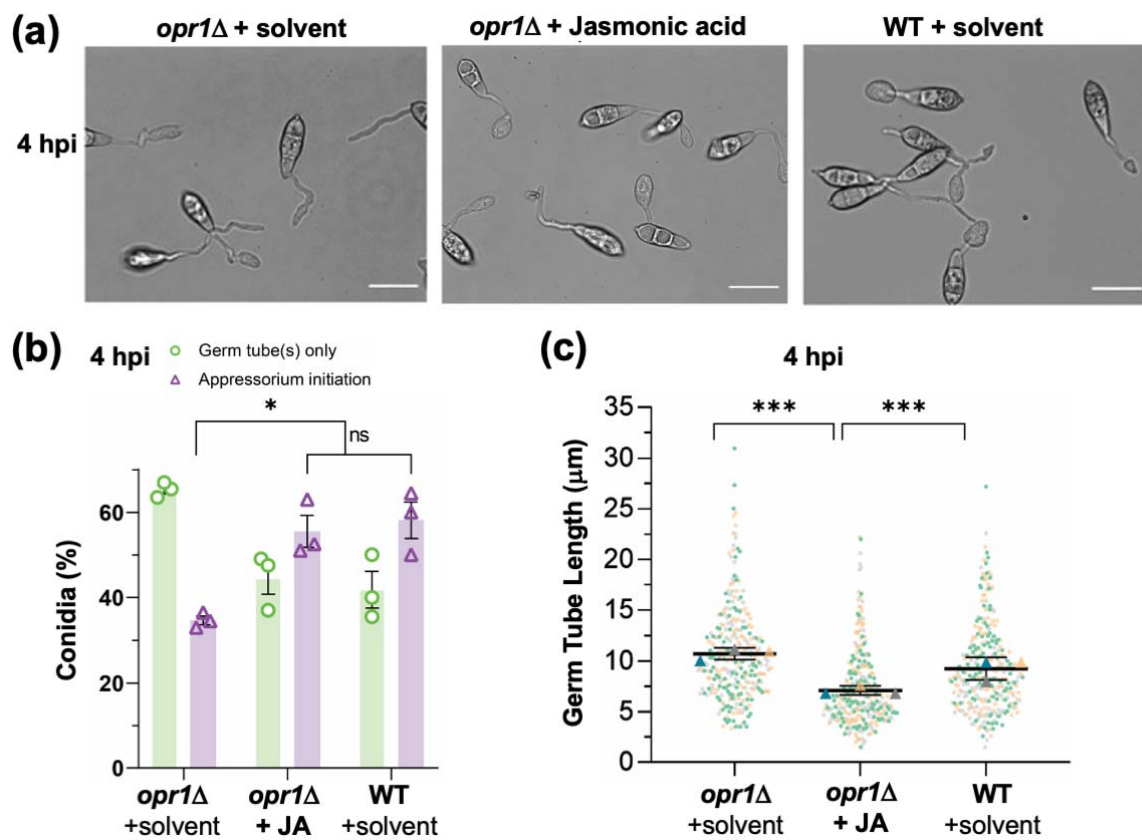 (a)
opr1Δ + solvent
opr1Δ + Jasmonic acid
WT + solvent
4 hpi
(b)
4 hpi
Germ tube(s) only
Appressorium initiation
*
ns
Conidia (%)
60
40
20
0
opr1Δ
+solvent
opr1Δ
+ JA
WT
+solvent
(c)
4 hpi
***
***
Germ Tube Length (μm)
35
30
25
20
15
10
5
0
opr1Δ
+solvent
opr1Δ
+ JA
WT
+solvent